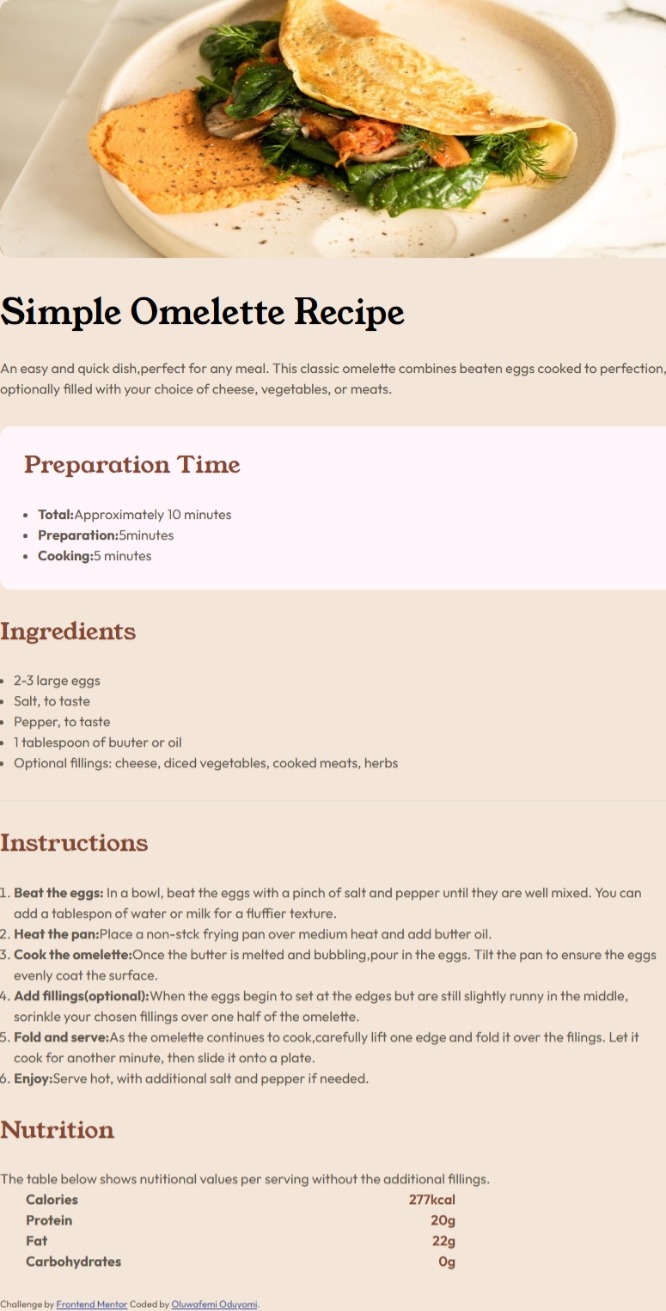 Simple Omelette Recipe
An easy and quick dish,perfect for any meal. This classic omelette combines beaten eggs cooked to perfection,
optionally filled with your choice of cheese, vegetables, or meats.
Preparation Time
• Total:Approximately 10 minutes
• Preparation:5minutes
• Cooking:5 minutes
Ingredients
• 2-3 large eggs
• Salt, to taste
• Pepper, to taste
• 1 tablespoon of buuter or oil
• Optional fillings: cheese, diced vegetables, cooked meats, herbs
Instructions
1. Beat the eggs: In a bowl, beat the eggs with a pinch of salt and pepper until they are well mixed. You can
add a tablespon of water or milk for a fluffier texture.
2. Heat the pan:Place a non-stck frying pan over medium heat and add butter oil.
3. Cook the omelette:Once the butter is melted and bubbling,pour in the eggs. Tilt the pan to ensure the eggs
evenly coat the surface.
4. Add fillings(optional):When the eggs begin to set at the edges but are still slightly runny in the middle,
sorinkle your chosen fillings over one half of the omelette.
5. Fold and serve:As the omelette continues to cook,carefully lift one edge and fold it over the filings. Let it
cook for another minute, then slide it onto a plate.
6. Enjoy:Serve hot, with additional salt and pepper if needed.
Nutrition
The table below shows nutitional values per serving without the additional fillings.
Calories 277kcal
Protein 20g
Fat 22g
Carbohydrates 0g
Challenge by Frontend Mentor Coded by Oluwafemi Oduyomi.